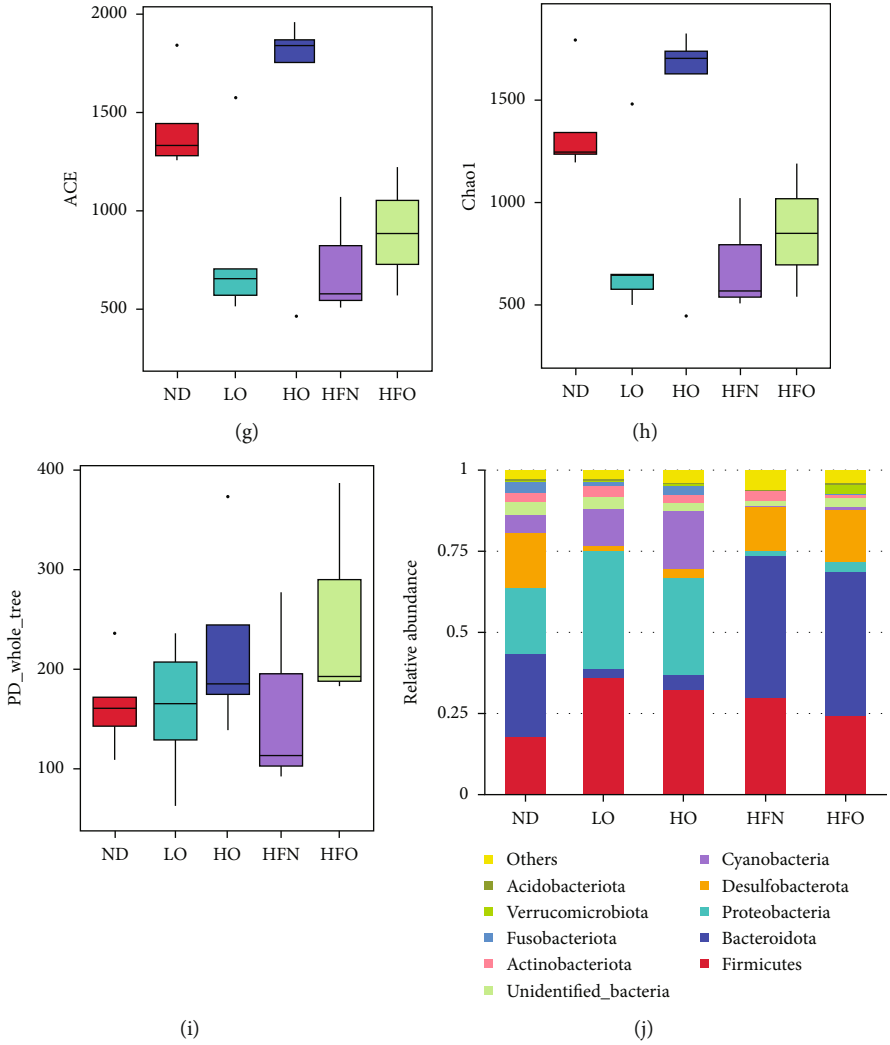 2000
1500
1000
500
ACE
ND LO HO HFN HFO
(g)
1500
1000
500
Chao1
ND LO HO HFN HFO
(h)
400
300
200
100
PD_whole_tree
ND LO HO HFN HFO
(i)
1
0.75
0.5
0.25
0
Relative abundance
ND LO HO HFN HFO
Others
Acidobacteriota
Verrucomicrobiota
Fusobacteriota
Actinobacteriota
Unidentified_bacteria
Cyanobacteria
Desulfobacterota
Proteobacteria
Bacteroidota
Firmicutes
(j)